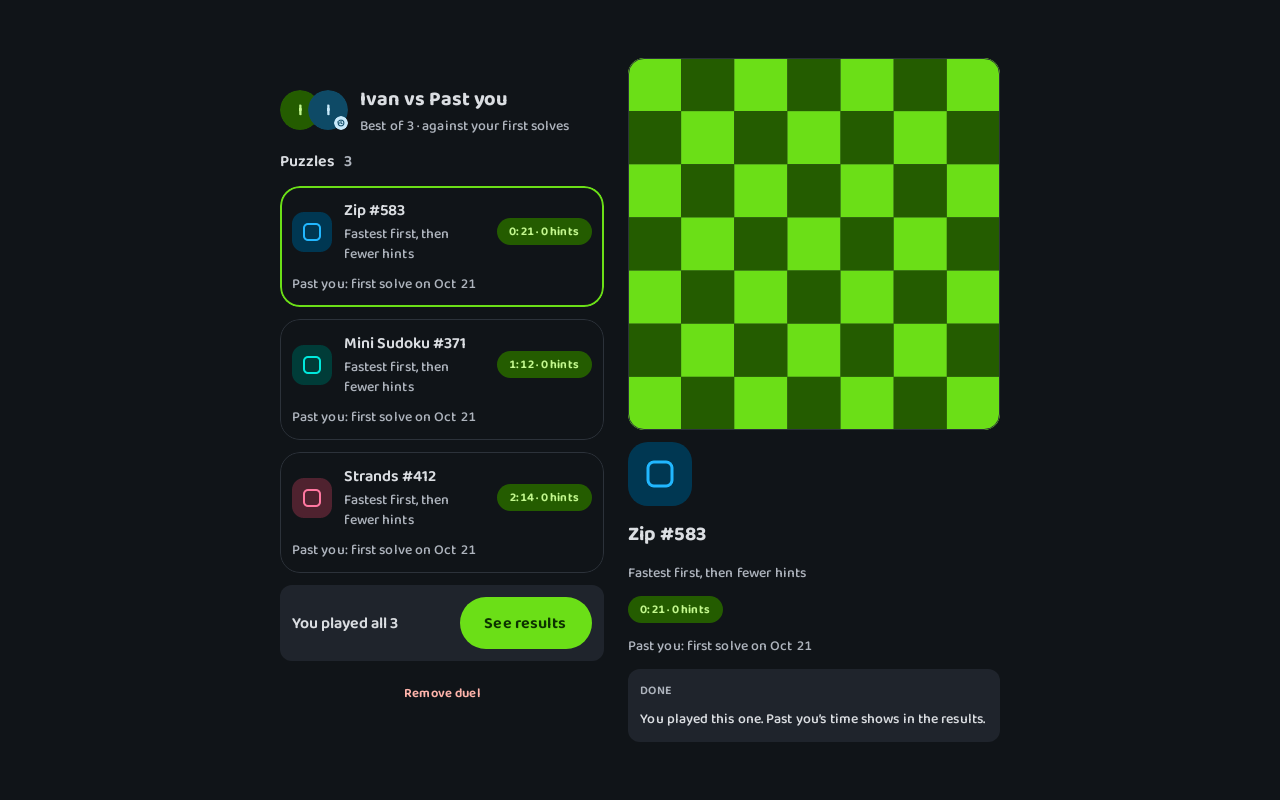 I
I
Ivan vs Past you
Best of 3 · against your first solves
Puzzles 3
Zip #583
Fastest first, then
fewer hints
0:21 · 0 hints
Past you: first solve on Oct 21
Mini Sudoku #371
Fastest first, then
fewer hints
1:12 · 0 hints
Past you: first solve on Oct 21
Strands #412
Fastest first, then
fewer hints
2:14 · 0 hints
Past you: first solve on Oct 21
You played all 3
See results
Remove duel
Zip #583
Fastest first, then fewer hints
0:21 · 0 hints
Past you: first solve on Oct 21
DONE
You played this one. Past you's time shows in the results.